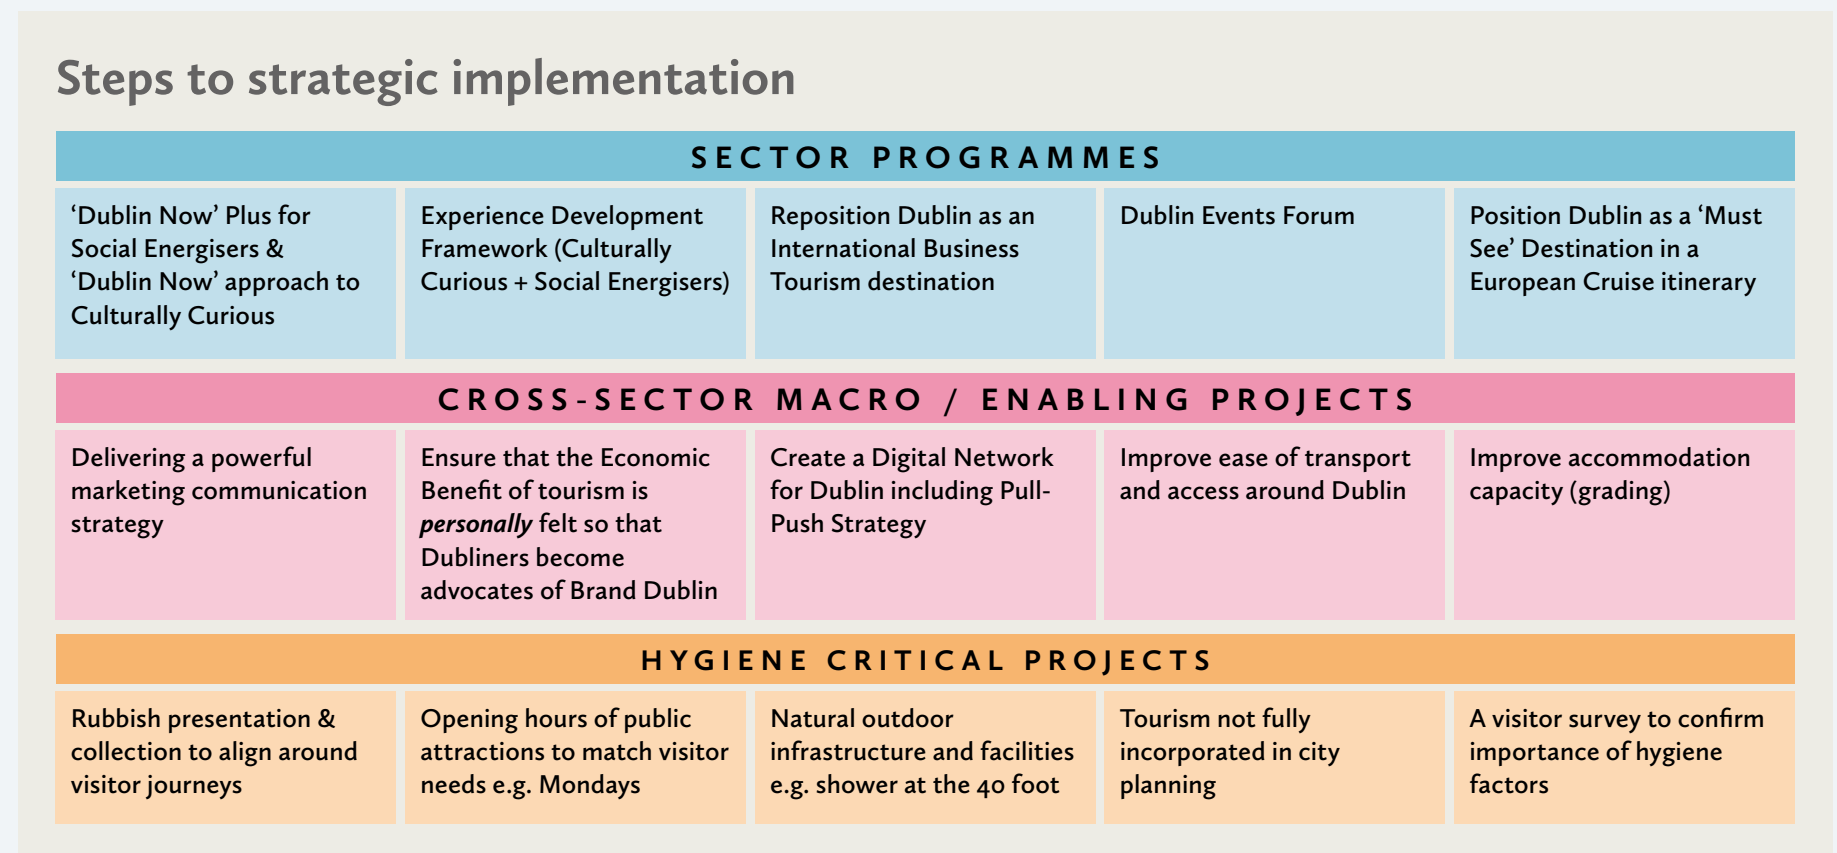 Steps to strategic implementation
SECTOR PROGRAMMES
‘Dublin Now’ Plus for
Social Energisers &
‘Dublin Now’ approach to
Culturally Curious
Experience Development
Framework (Culturally
Curious + Social Energisers)
Reposition Dublin as an
International Business
Tourism destination
Dublin Events Forum
Position Dublin as a ‘Must
See’ Destination in a
European Cruise itinerary
CROSS-SECTOR MACRO / ENABLING PROJECTS
Delivering a powerful
marketing communication
strategy
Ensure that the Economic
Benefit of tourism is
personally felt so that
Dubliners become
advocates of Brand Dublin
Create a Digital Network
for Dublin including Pull-
Push Strategy
Improve ease of transport
and access around Dublin
Improve accommodation
capacity (grading)
HYGIENE CRITICAL PROJECTS
Rubbish presentation &
collection to align around
visitor journeys
Opening hours of public
attractions to match visitor
needs e.g. Mondays
Natural outdoor
infrastructure and facilities
e.g. shower at the 40 foot
Tourism not fully
incorporated in city
planning
A visitor survey to confirm
importance of hygiene
factors